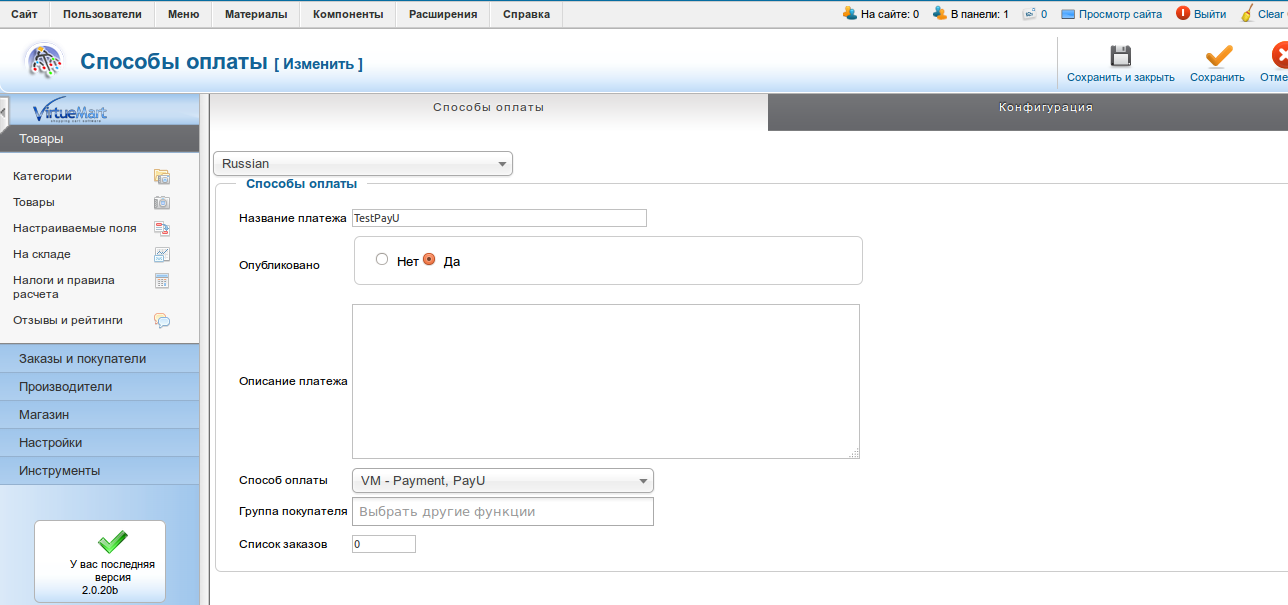 Сайт Пользователи Меню Материалы Компоненты Расширения Справка На сайте: 0 В панели: 1 0 Просмотр сайта Выйти Clear
Способы оплаты [ Изменить ]
Сохранить и закрыть Сохранить Отме
VirtueMart
Способы оплаты Конфигурация
Товары
Категории
Товары
Настраиваемые поля
На складе
Налоги и правила
расчета
Отзывы и рейтинги
Заказы и покупатели
Производители
Магазин
Настройки
Инструменты
У вас последняя
версия
2.0.20b
Russian
Способы оплаты
Название платежа TestPayU
Опубликовано Нет Да
Описание платежа
Способ оплаты VM - Payment, PayU
Группа покупателя Выбрать другие функции
Список заказов 0